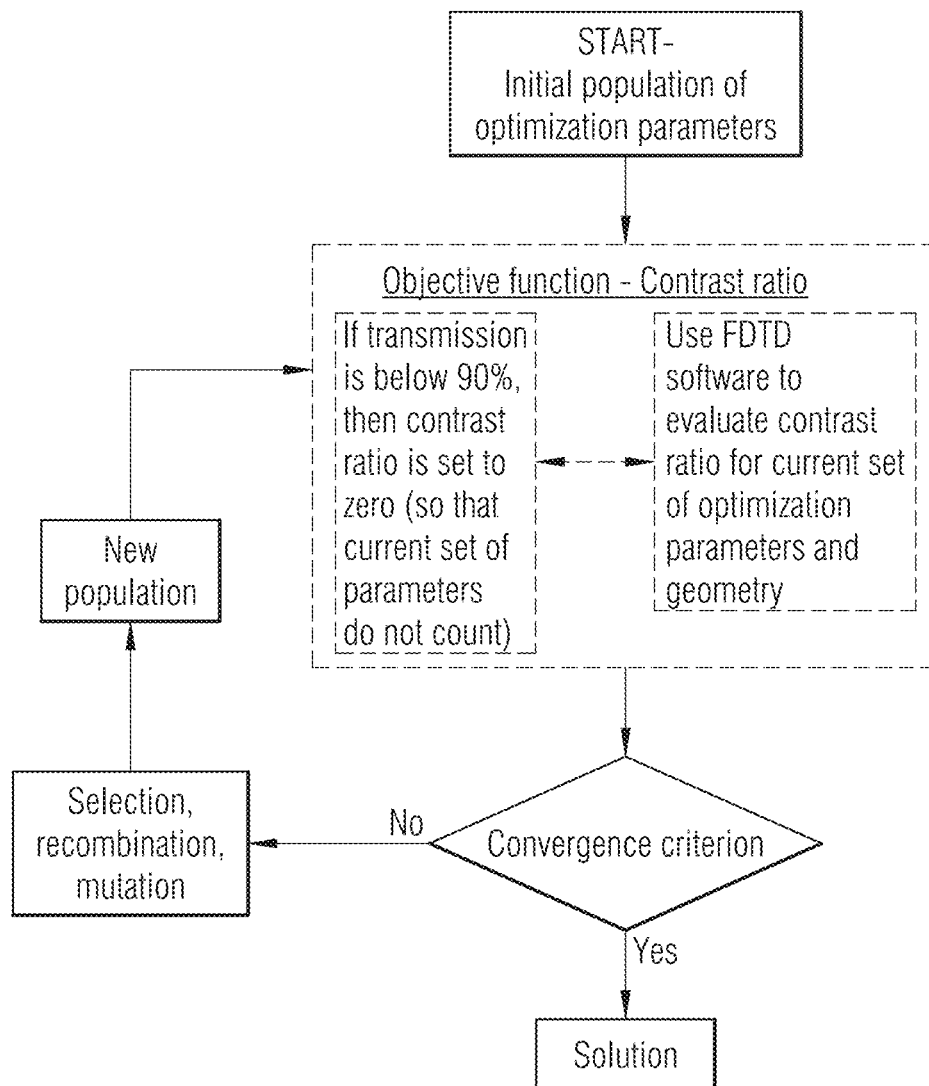 START-
Initial population of
optimization parameters
Objective function - Contrast ratio
If transmission
is below 90%,
then contrast
ratio is set to
zero (so that
current set of
parameters
do not count)
Use FDTD
software to
evaluate contrast
ratio for current set
of optimization
parameters and
geometry
New
population
Selection,
recombination,
mutation
No
Convergence criterion
Yes
Solution